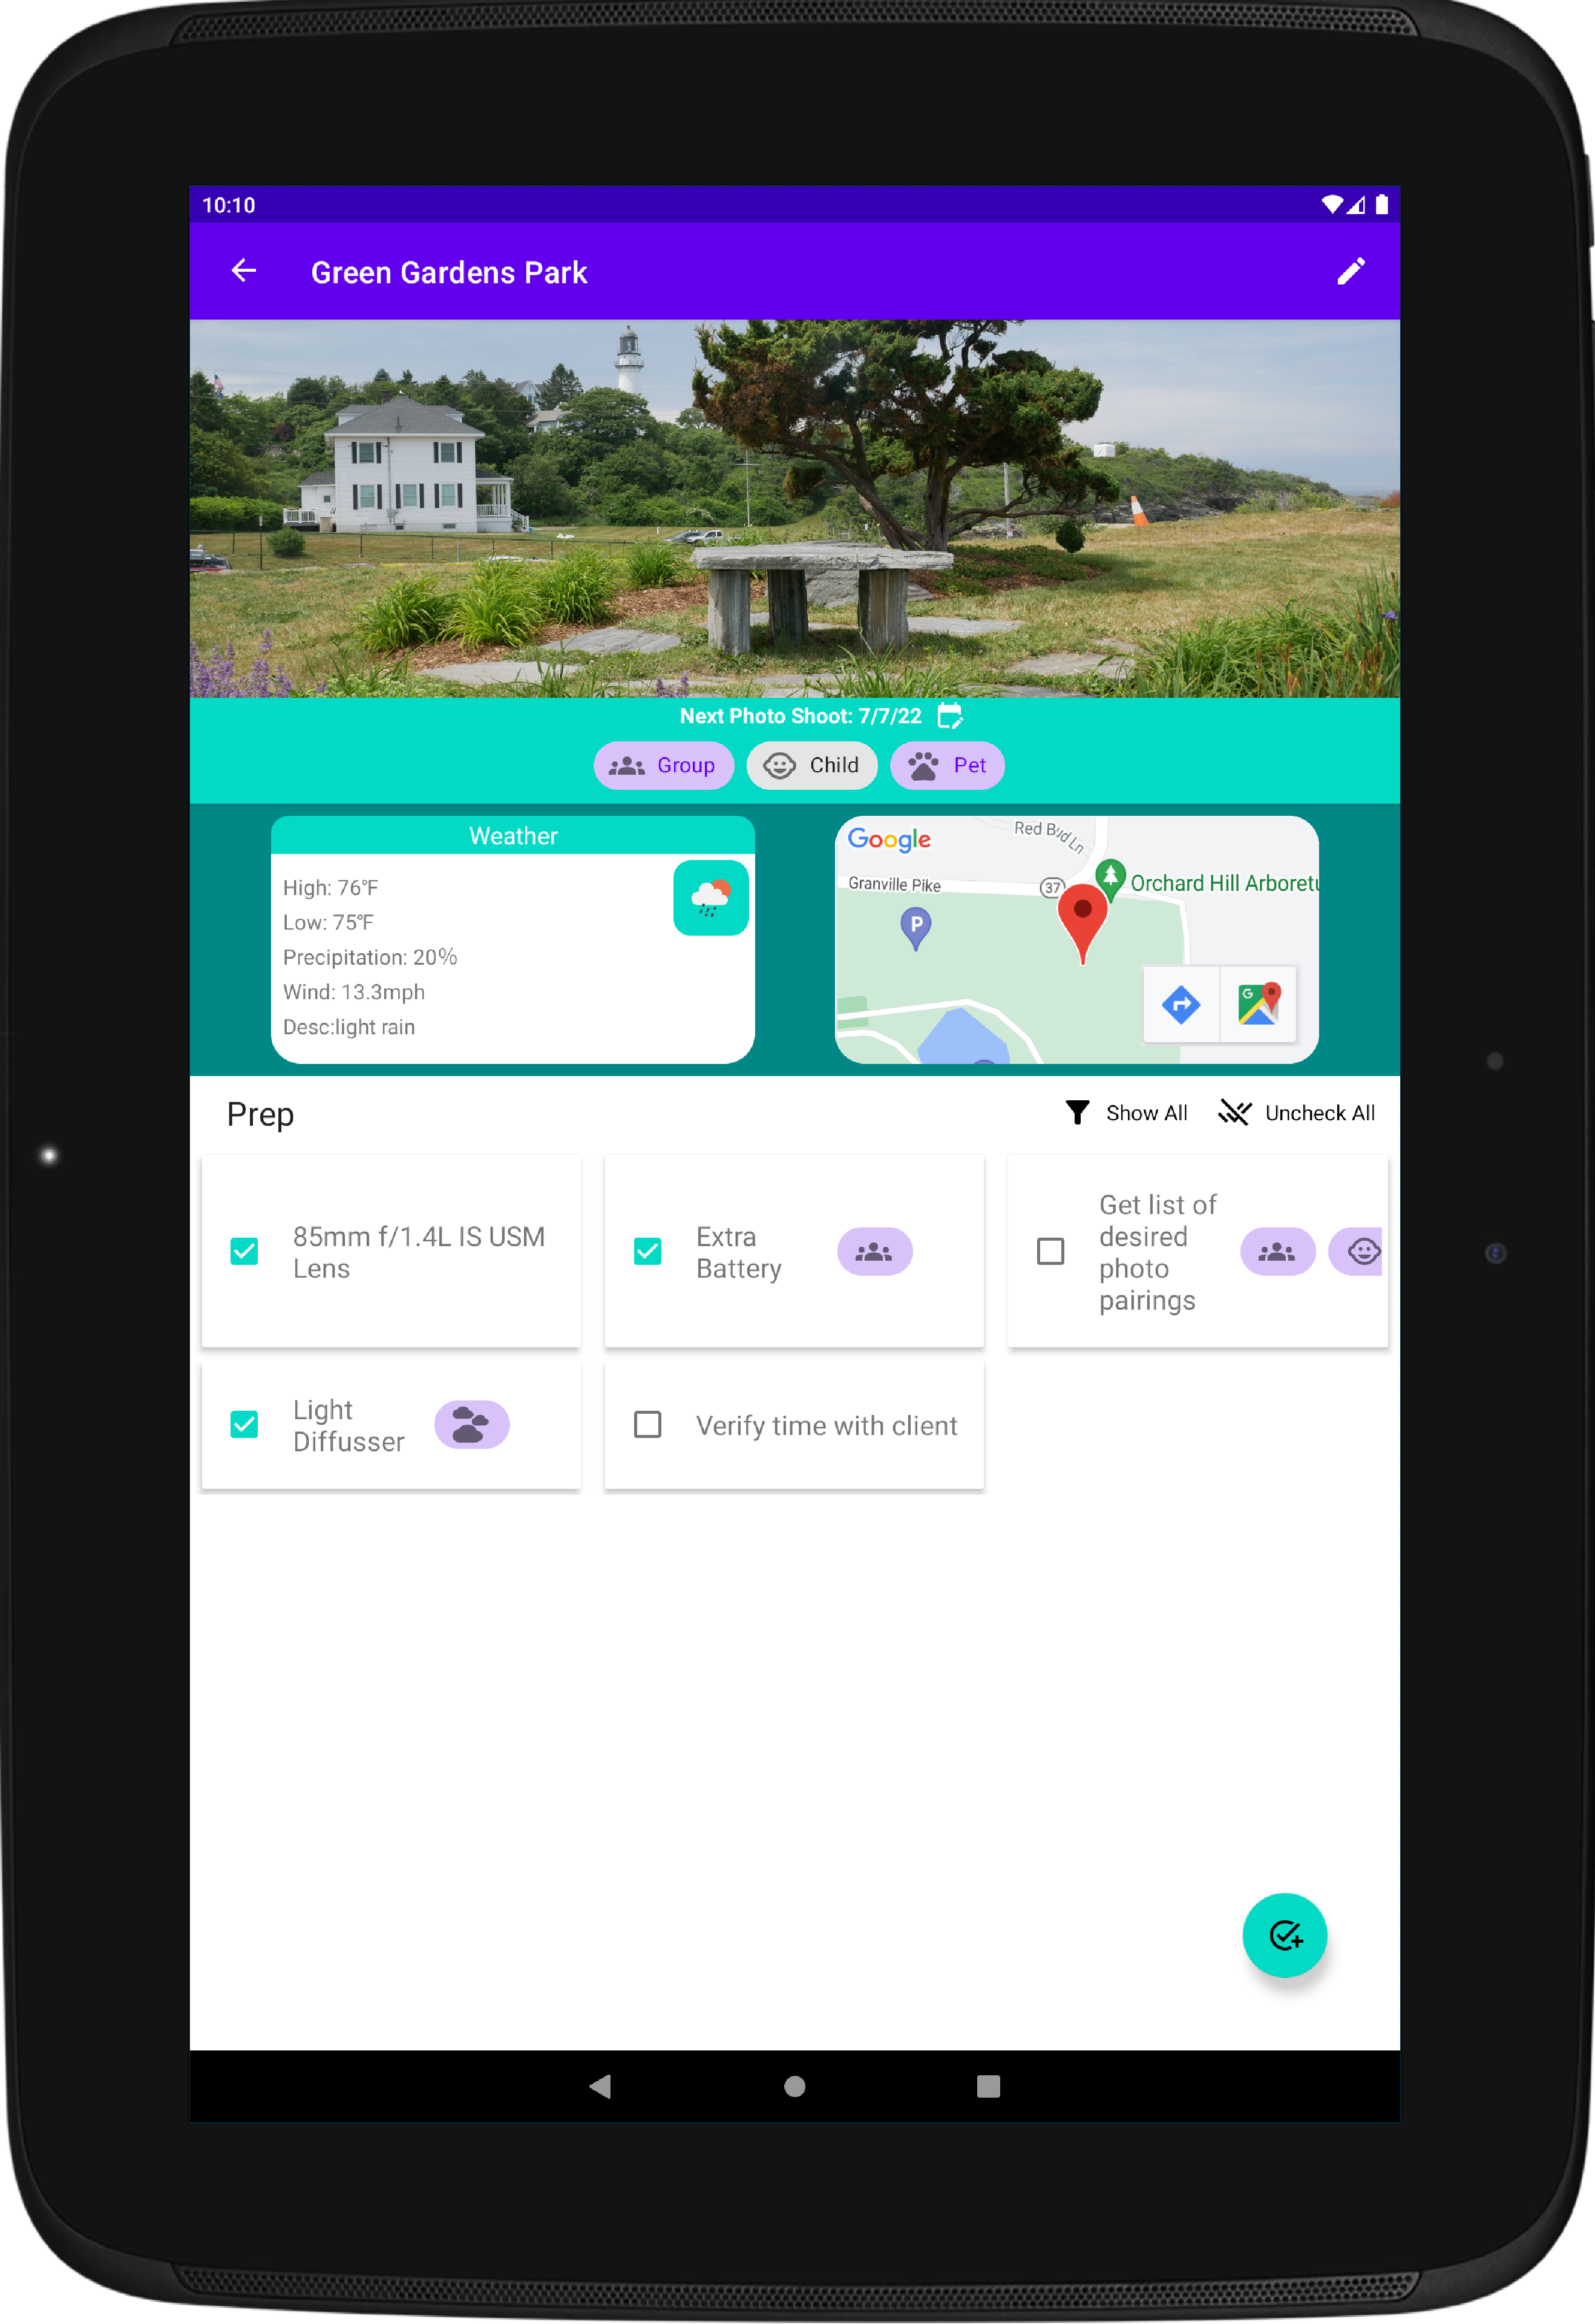 10:10
Green Gardens Park
Next Photo Shoot: 7/7/22
Group
Child
Pet
Weather
High: 76°F
Low: 75°F
Precipitation: 20%
Wind: 13.3mph
Desc:light rain
Google
Red Bud Ln
Granville Pike
37
Orchard Hill Arboretu
P
G
Prep
Show All
Uncheck All
85mm f/1.4L IS USM
Lens
Extra
Battery
Get list of
desired
photo
pairings
Light
Diffusser
Verify time with client